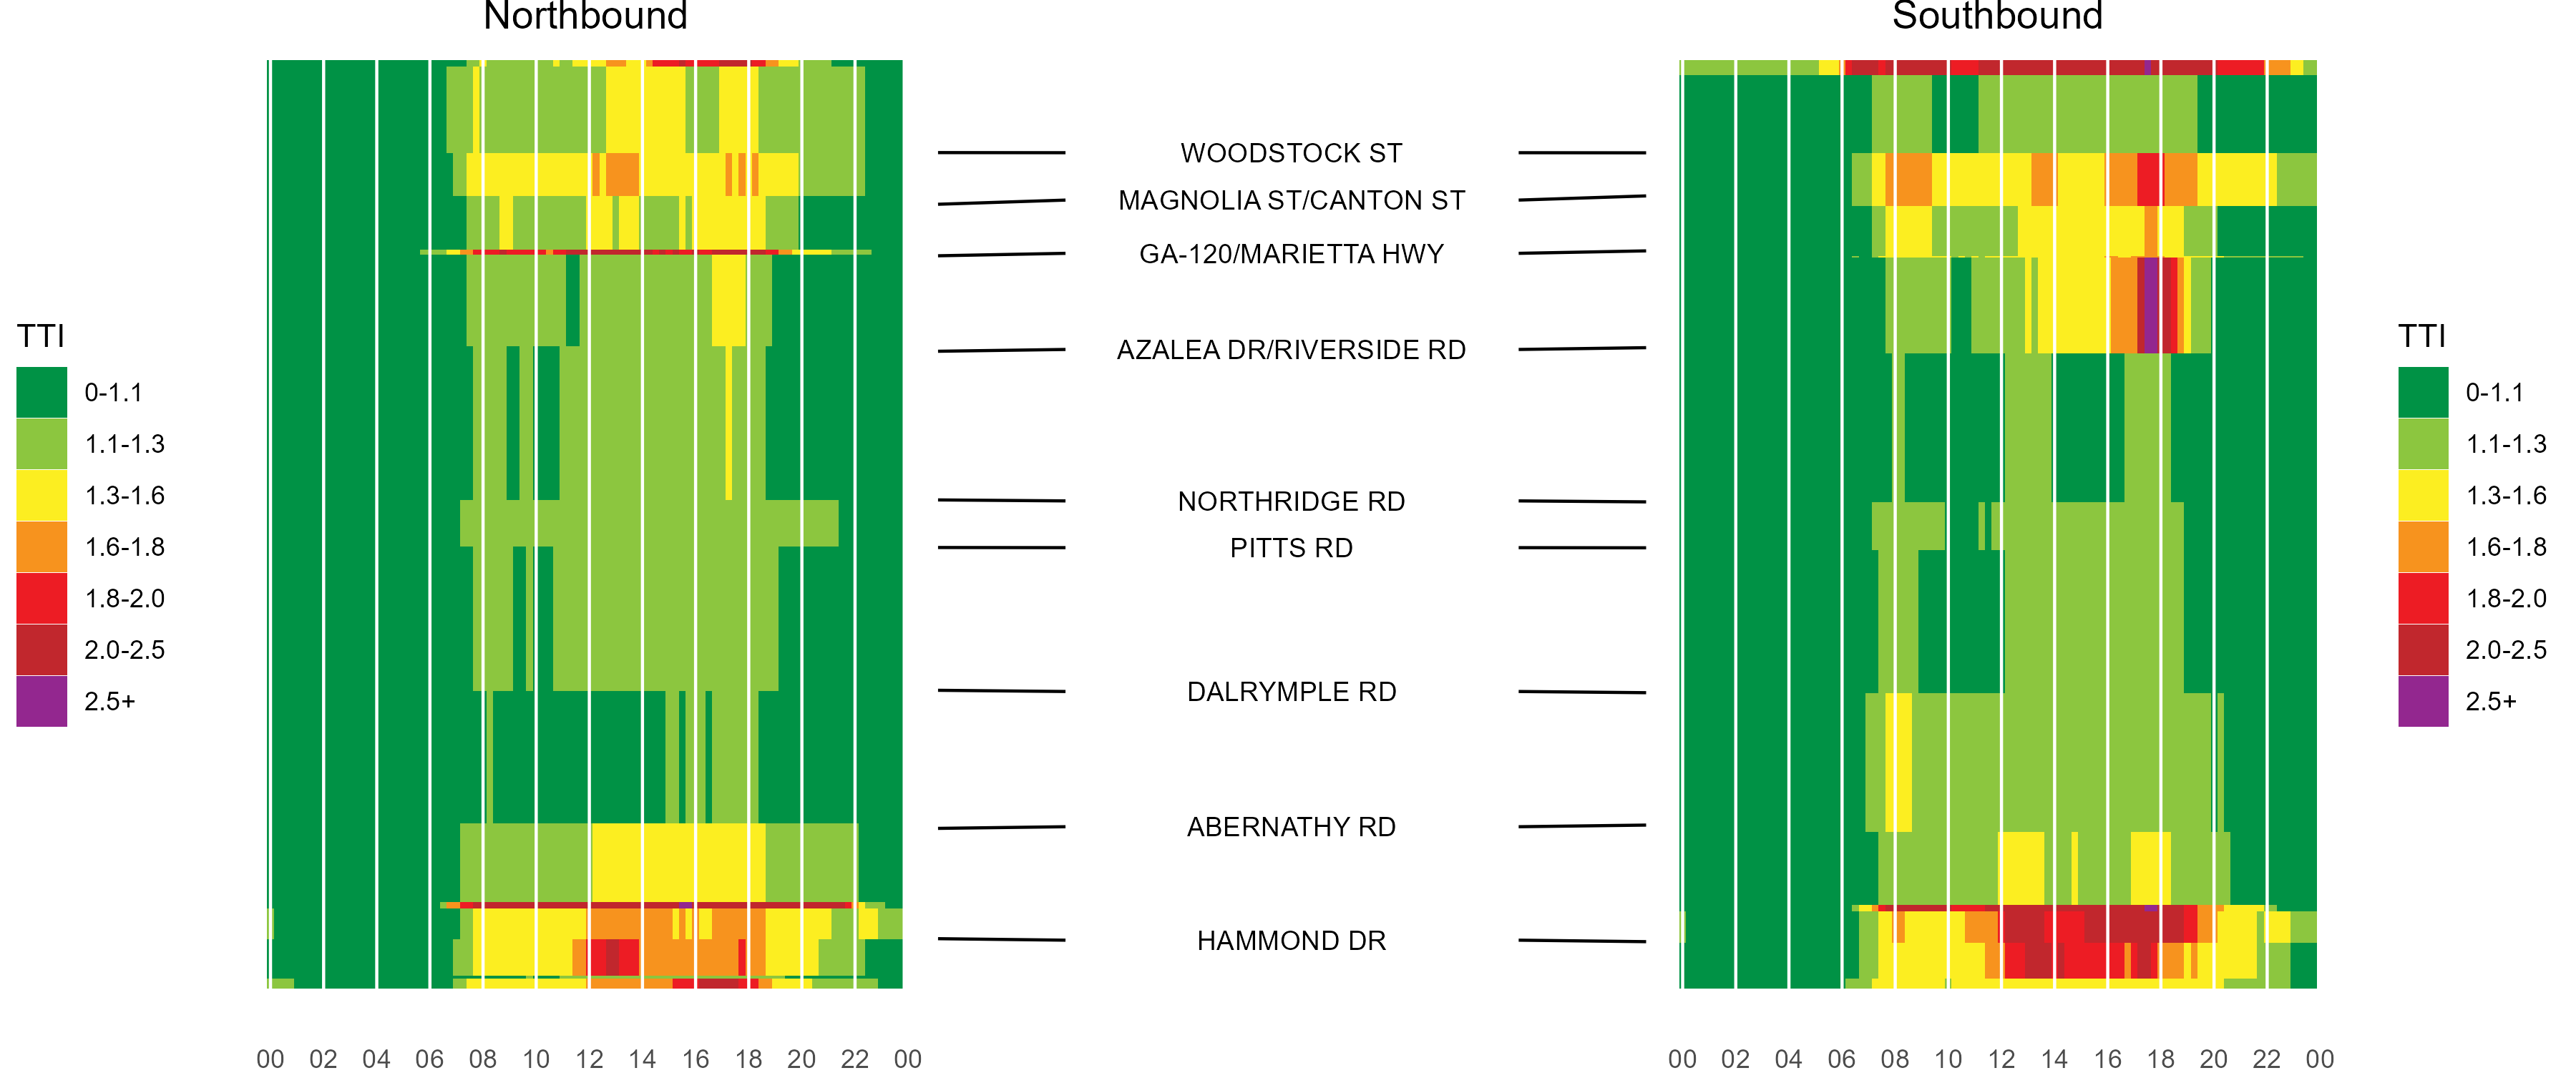 Northbound
Southbound
WOODSTOCK ST
MAGNOLIA ST/CANTON ST
GA-120/MARIETTA HWY
AZALEA DR/RIVERSIDE RD
NORTHRIDGE RD
PITTS RD
DALRYMPLE RD
ABERNATHY RD
HAMMOND DR
TTI
0-1.1
1.1-1.3
1.3-1.6
1.6-1.8
1.8-2.0
2.0-2.5
2.5+
TTI
0-1.1
1.1-1.3
1.3-1.6
1.6-1.8
1.8-2.0
2.0-2.5
2.5+
00 02 04 06 08 10 12 14 16 18 20 22 00
00 02 04 06 08 10 12 14 16 18 20 22 00